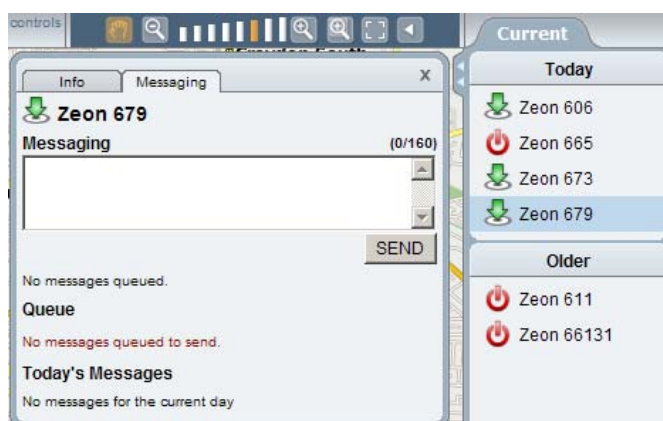 controls
Croydon South
Info
Messaging
X
Zeon 679
Messaging (0/160)
SEND
No messages queued.
Queue
No messages queued to send.
Today's Messages
No messages for the current day
Current
Today
Zeon 606
Zeon 665
Zeon 673
Zeon 679
Older
Zeon 611
Zeon 66131